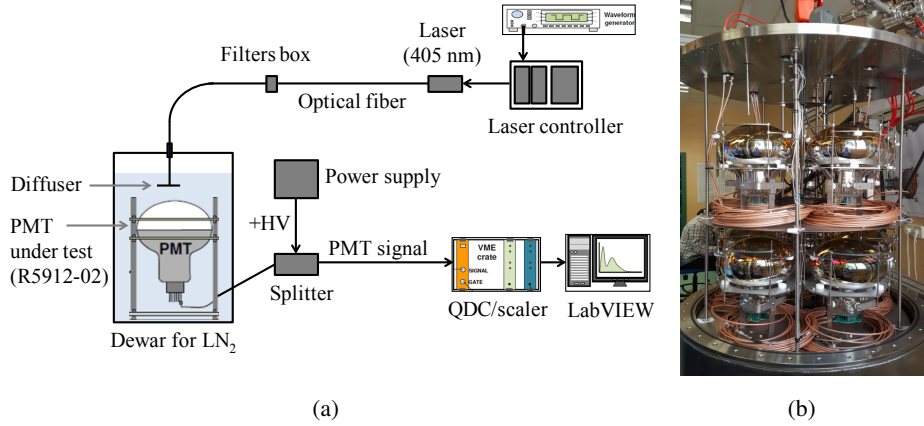 Waveform
generator
Laser
(405 nm)
Filters box
Optical fiber
Laser controller
Diffuser
Power supply
PMT
under test
(R5912-02)
+HV
PMT signal
PMT
VME
crate
SIGNAL
GATE
Splitter
QDC/scaler
LabVIEW
Dewar for LN₂
(a)
(b)